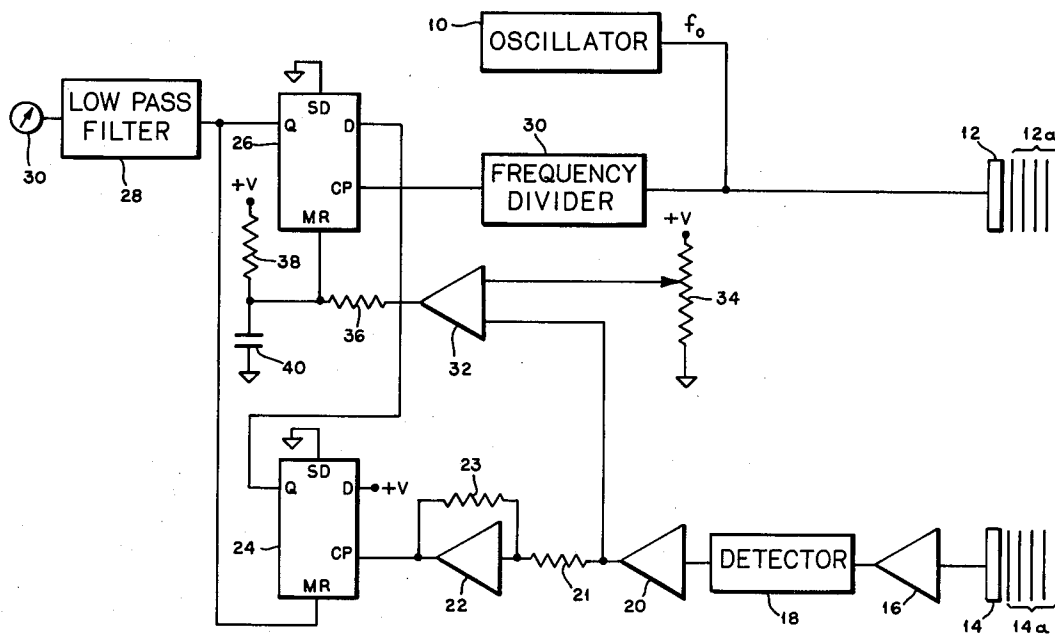 10
OSCILLATOR
fo
LOW PASS
FILTER
30
28
SD
Q
D
26
CP
MR
30
FREQUENCY
DIVIDER
12
12a
+V
38
+V
34
36
32
40
SD
Q
D
+V
24
CP
MR
23
22
21
20
DETECTOR
18
16
14
14a